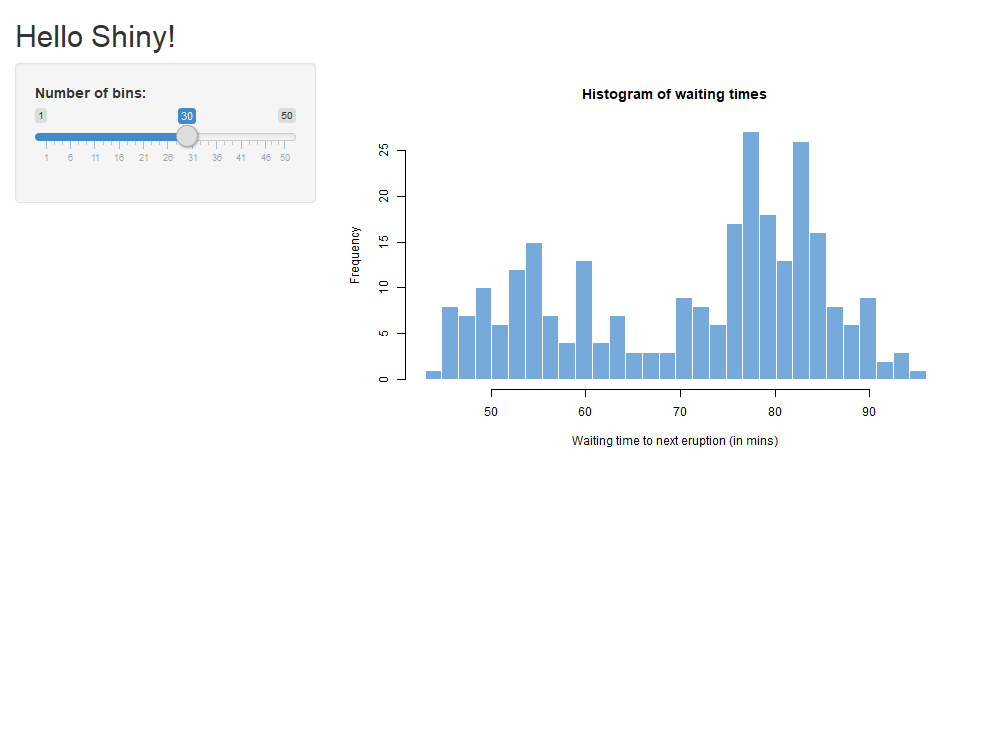 Hello Shiny!
Number of bins:
1 30 50
1 6 11 16 21 26 31 36 41 46 50
Histogram of waiting times
Frequency
25
20
15
10
5
0
50 60 70 80 90
Waiting time to next eruption (in mins)